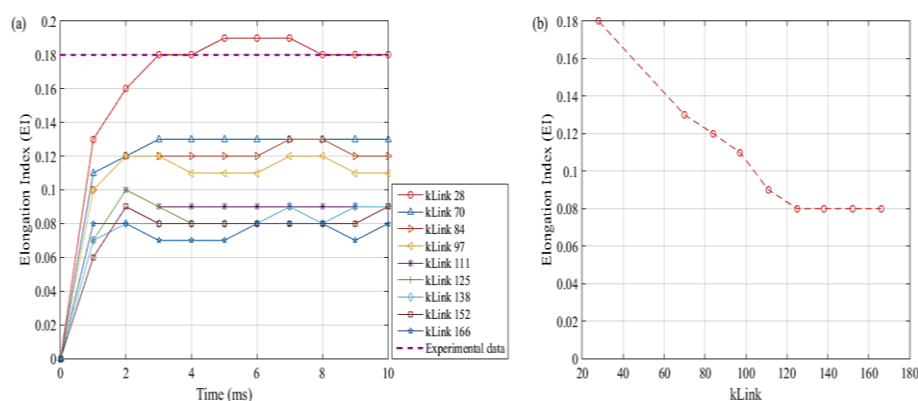 (a)
Elongation Index (EI)
0.2
0.18
0.16
0.14
0.12
0.1
0.08
0.06
0.04
0.02
0
0 2 4 6 8 10
Time (ms)
kLink 28
kLink 70
kLink 84
kLink 97
kLink 111
kLink 125
kLink 138
kLink 152
kLink 166
Experimental data
(b)
Elongation Index (EI)
0.18
0.16
0.14
0.12
0.1
0.08
0.06
0.04
0.02
0
20 40 60 80 100 120 140 160 180
kLink